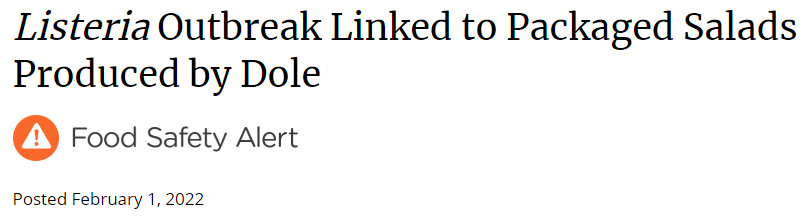 Listeria Outbreak Linked to Packaged Salads
Produced by Dole
Food Safety Alert
Posted February 1, 2022